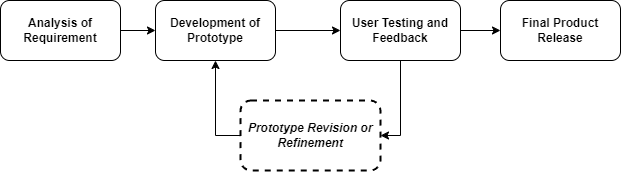 Analysis of
Requirement
Development of
Prototype
User Testing and
Feedback
Final Product
Release
Prototype Revision or
Refinement